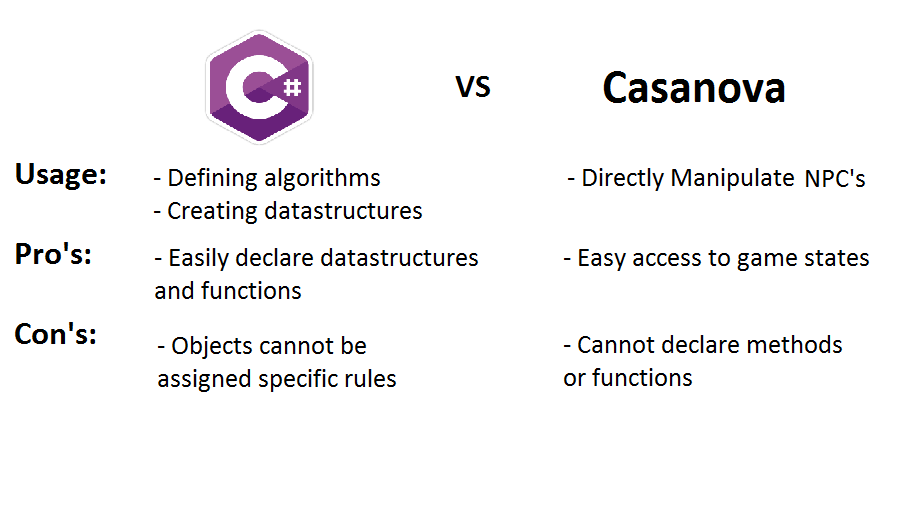 C# VS Casanova
Usage:
- Defining algorithms
- Creating datastructures
- Directly Manipulate NPC's
Pro's:
- Easily declare datastructures
and functions
- Easy access to game states
Con's:
- Objects cannot be
assigned specific rules
- Cannot declare methods
or functions